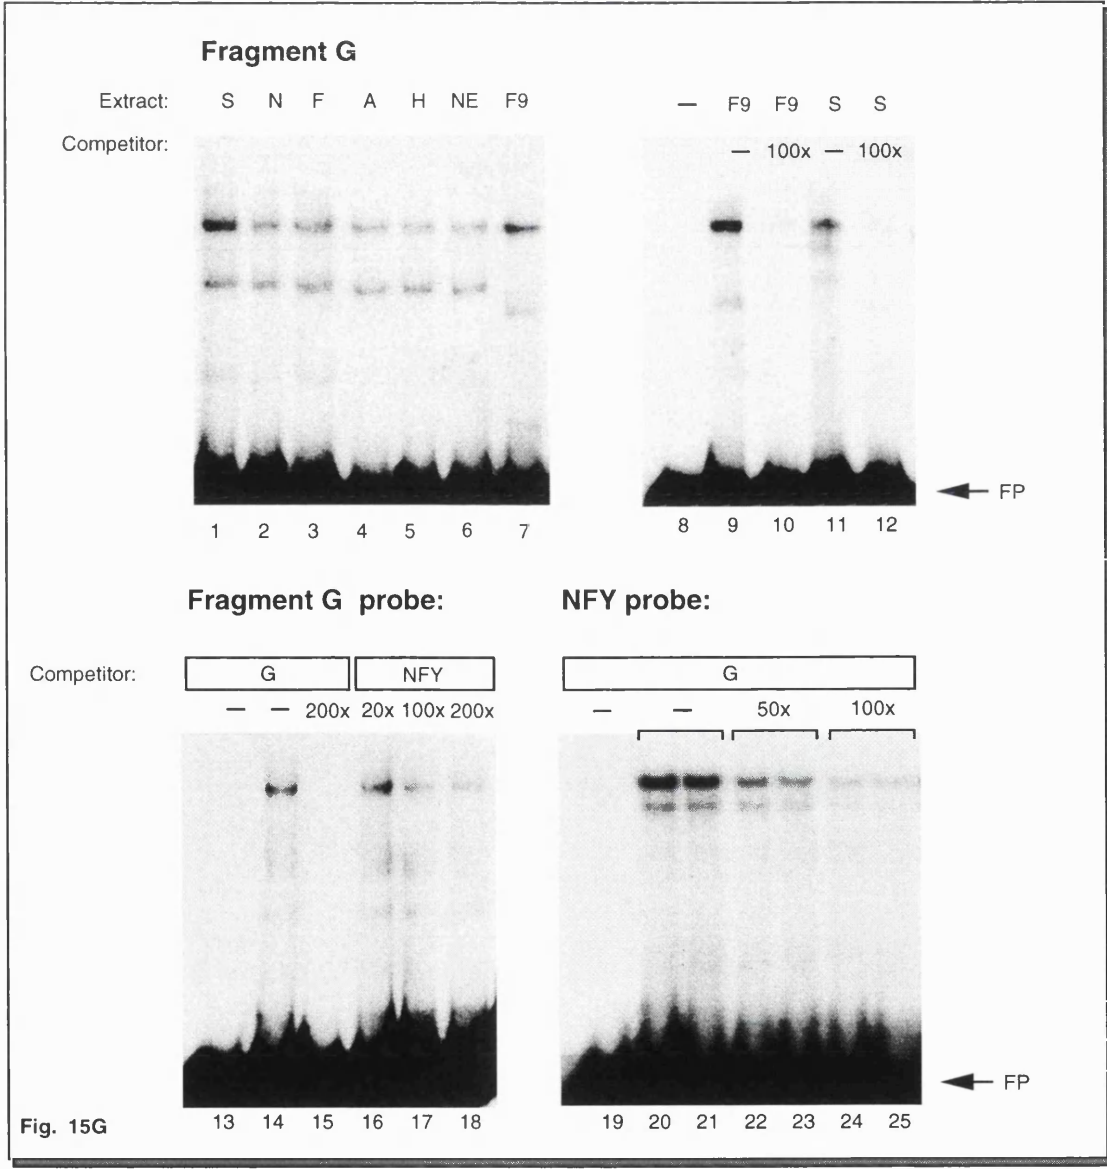 Fragment G
Extract: S N F A H NE F9
Competitor:
— F9 F9 S S
— 100x — 100x
FP
1 2 3 4 5 6 7
8 9 10 11 12
Fragment G probe:
NFY probe:
Competitor: G NFY
G
— — 200x 20x 100x 200x
— — 50x 100x
FP
13 14 15 16 17 18
19 20 21 22 23 24 25
Fig. 15G